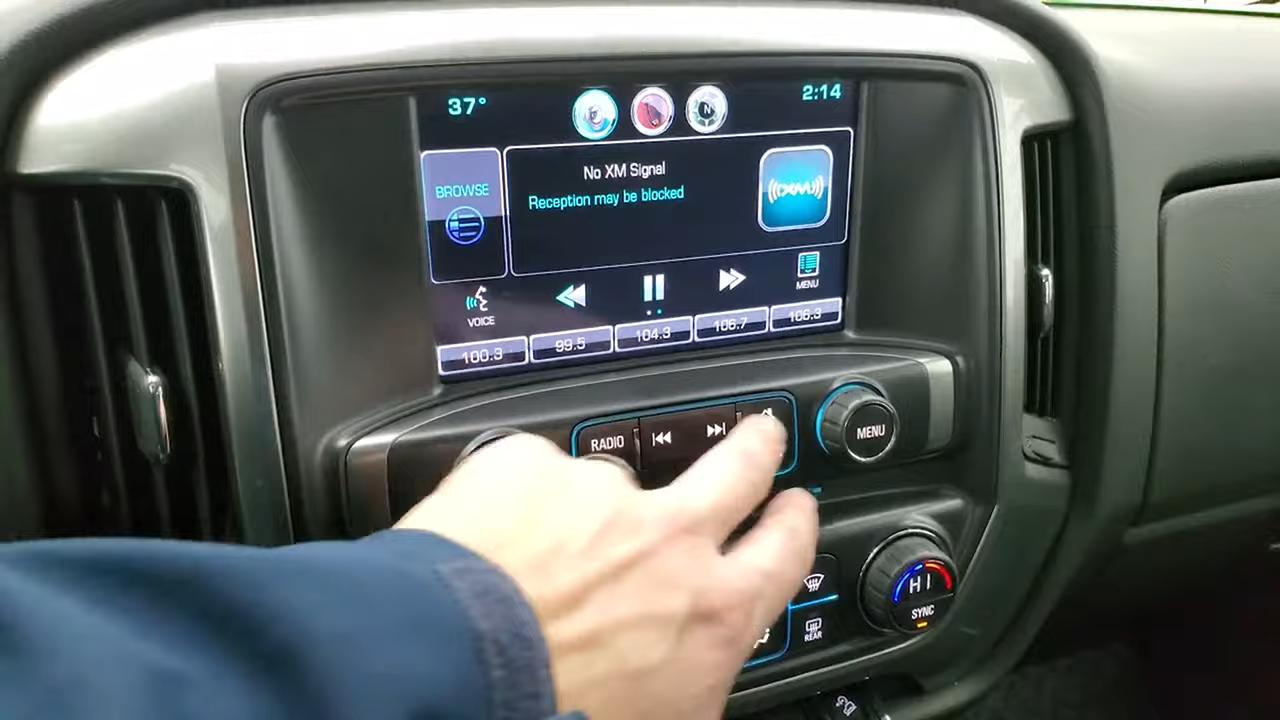 37°
2:14
N
BROWSE
No XM Signal
Reception may be blocked
((XM))
VOICE
MENU
100.3
99.5
104.3
106.7
106.3
RADIO
MENU
HI
SYNC
REAR